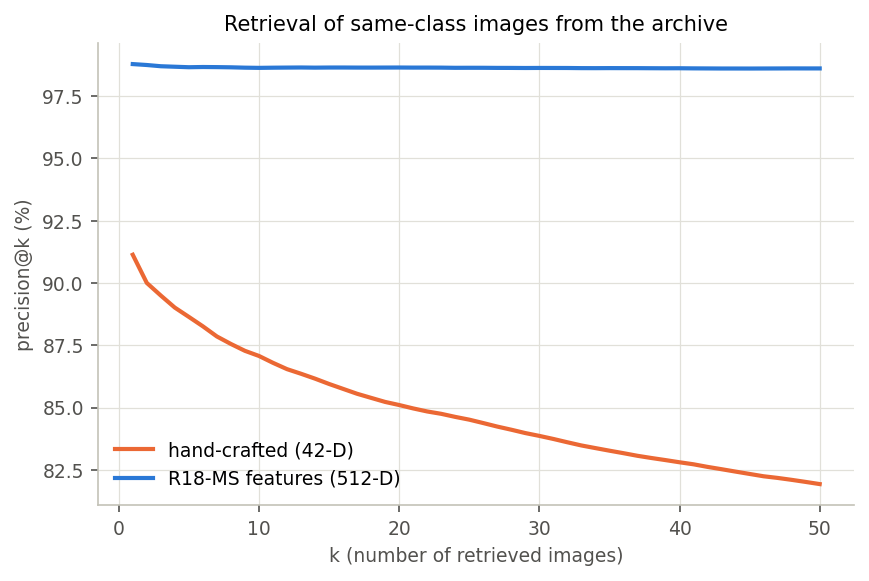 Retrieval of same-class images from the archive
precision@k (%)
97.5
95.0
92.5
90.0
87.5
85.0
82.5
hand-crafted (42-D)
R18-MS features (512-D)
0 10 20 30 40 50
k (number of retrieved images)